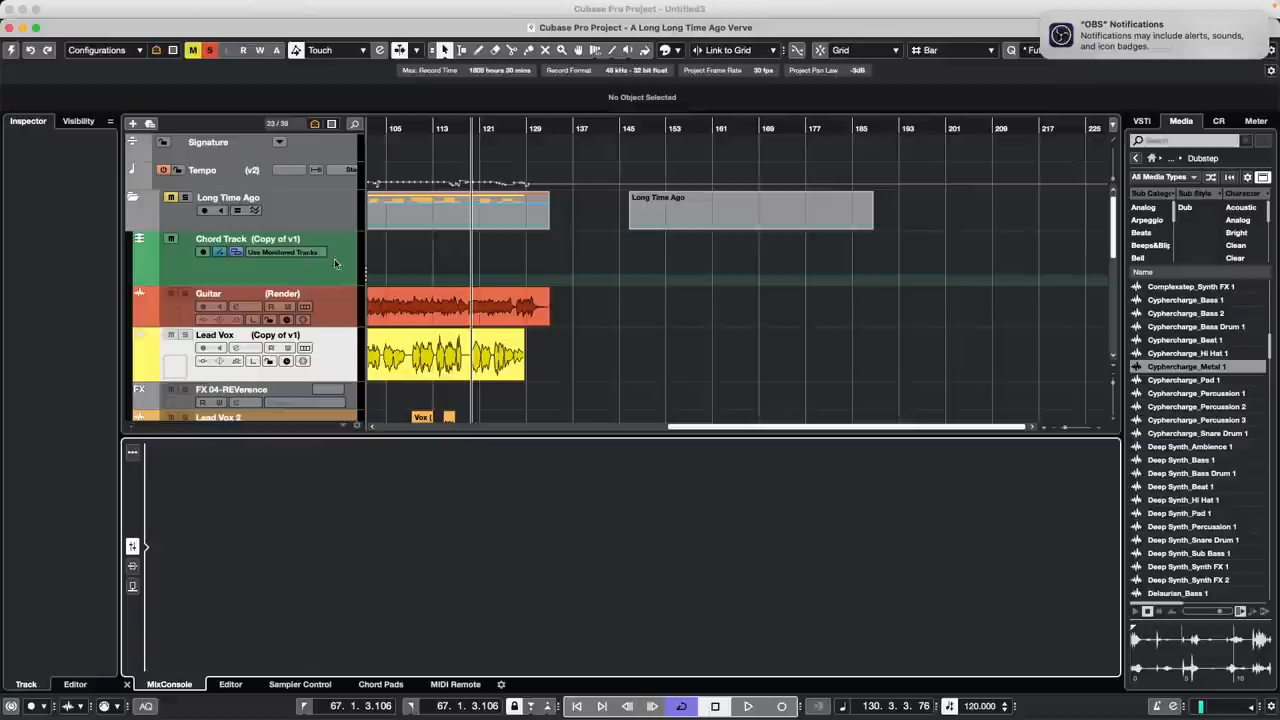 Cubase Pro Project - Untitled3
Cubase Pro Project - A Long Long Time Ago Verve
"OBS" Notifications
Notifications may include alerts, sounds,
and icon badges.
Configurations M S L R W A Touch Link to Grid Grid Bar
Max. Record Time 1808 hours 30 mins Record Format 48 kHz - 32 bit float Project Frame Rate 30 fps Project Pan Law -3dB
No Object Selected
Inspector Visibility
23 / 39
105 113 121 129 137 145 153 161 169 177 185 193 201 209 217 225
Signature
Tempo (v2)
Long Time Ago
Long Time Ago
Chord Track (Copy of v1)
Use Monitored Tracks
Guitar (Render)
Lead Vox (Copy of v1)
FX 04-REVerence
Lead Vox 2
Vox (
VSTi Media CR Meter
Search
... Dubstep
All Media Types
Sub Categ Sub Style Character
Analog Dub Acoustic
Arpeggio Analog
Beats Bright
Beeps&Blip Clean
Bell Clear
Name
Complexstep_Synth FX 1
Cyphercharge_Bass 1
Cyphercharge_Bass 2
Cyphercharge_Bass Drum 1
Cyphercharge_Beat 1
Cyphercharge_Hi Hat 1
Cyphercharge_Metal 1
Cyphercharge_Pad 1
Cyphercharge_Percussion 1
Cyphercharge_Percussion 2
Cyphercharge_Percussion 3
Cyphercharge_Snare Drum 1
Deep Synth_Ambience 1
Deep Synth_Bass 1
Deep Synth_Bass Drum 1
Deep Synth_Beat 1
Deep Synth_Hi Hat 1
Deep Synth_Pad 1
Deep Synth_Percussion 1
Deep Synth_Snare Drum 1
Deep Synth_Sub Bass 1
Deep Synth_Synth FX 1
Deep Synth_Synth FX 2
Delaurian_Bass 1
0 5 10
Track Editor
MixConsole Editor Sampler Control Chord Pads MIDI Remote
AQ 67. 1. 3.106 67. 1. 3.106 130. 3. 3. 76 120.000